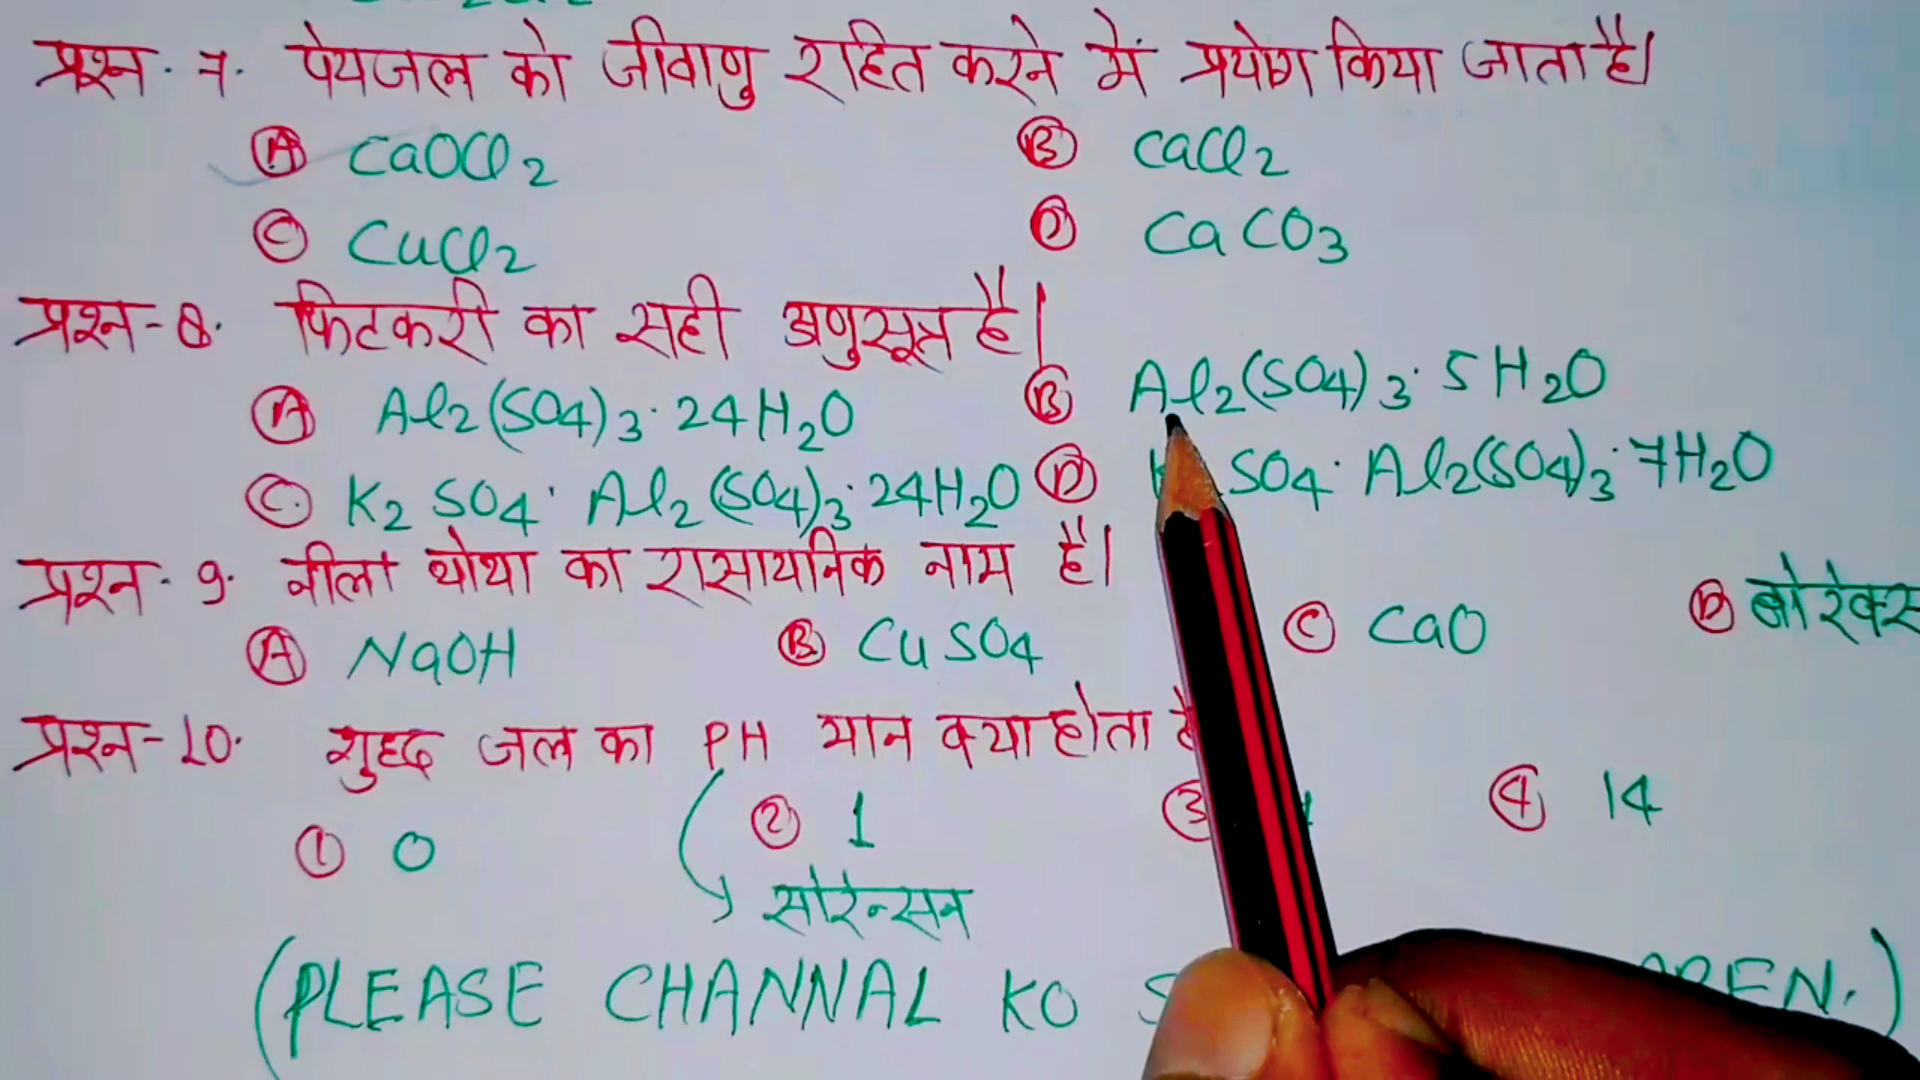 प्रश्न. 7. पेयजल को जीवाणु रहित करने में प्रयोग किया जाता है।
A CaOCl2 B CaCl2
C CuCl2 D CaCO3
प्रश्न-8. फिटकरी का सही अणुसूत्र है।
A Al2(SO4)3.24H2O B Al2(SO4)3.5H2O
C. K2SO4.Al2(SO4)3.24H2O D SO4.Al2(SO4)3.7H2O
प्रश्न.9. नीला थोथा का रासायनिक नाम है।
A NaOH B CuSO4 C CaO D बोरेक्स
प्रश्न-10. शुद्ध जल का PH मान क्या होता
1 0 2 1 3 4 14
सोरेन्सन
(PLEASE CHANNAL KO REN.)